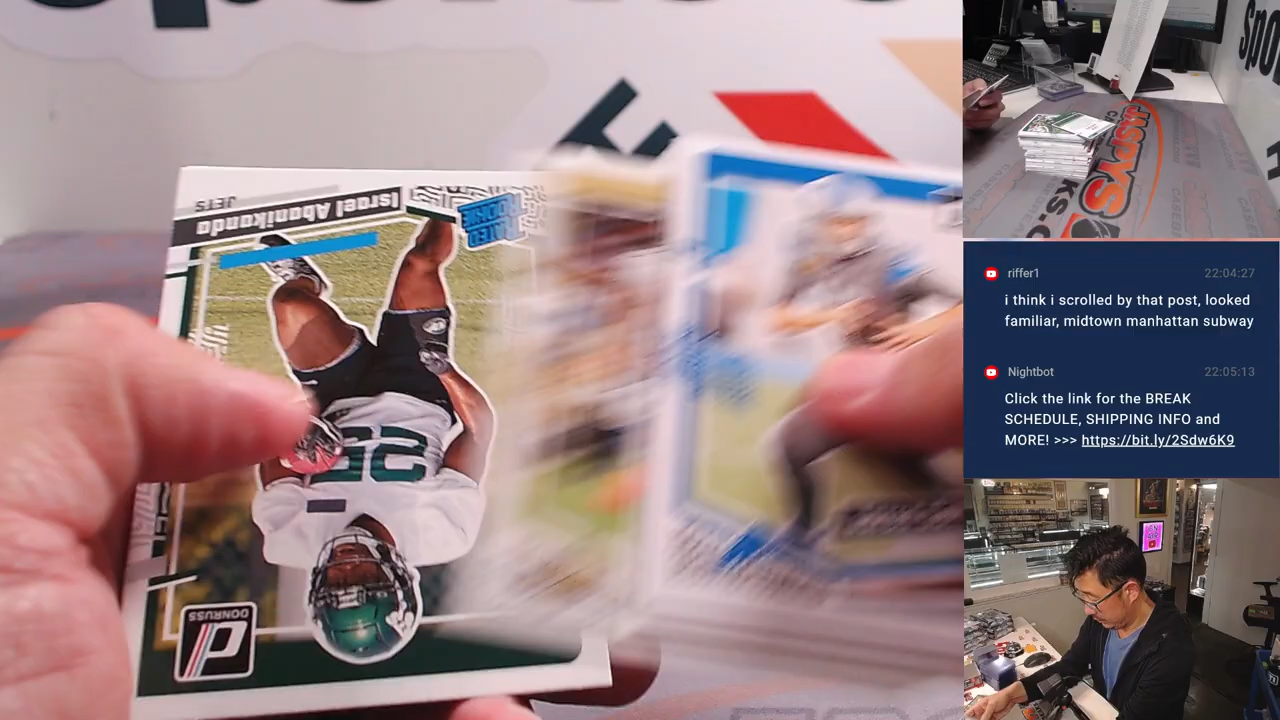 JETS
Israel Abanikanda
RATED
ROOKIE
25
DONRUSS
JASPYS
riffer1
22:04:27
i think i scrolled by that post, looked
familiar, midtown manhattan subway
Nightbot
22:05:13
Click the link for the BREAK
SCHEDULE, SHIPPING INFO and
MORE! >>> https://bit.ly/2Sdw6K9